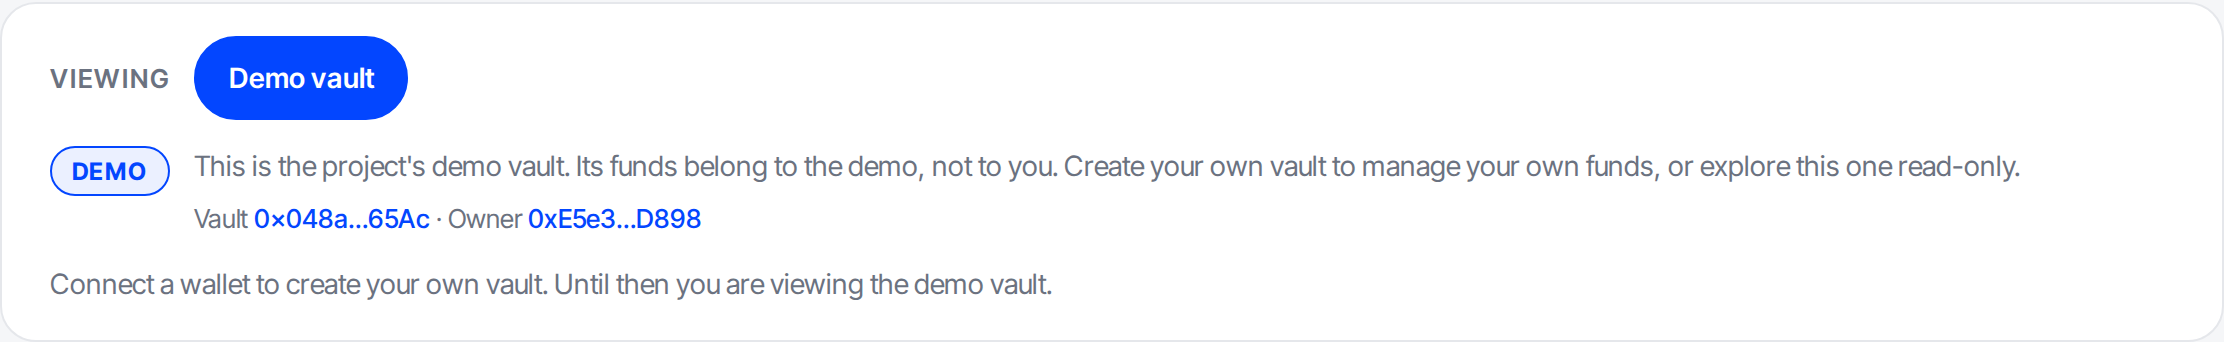 VIEWING Demo vault
DEMO This is the project's demo vault. Its funds belong to the demo, not to you. Create your own vault to manage your own funds, or explore this one read-only.
Vault 0×048a...65Ac · Owner 0xE5e3...D898
Connect a wallet to create your own vault. Until then you are viewing the demo vault.